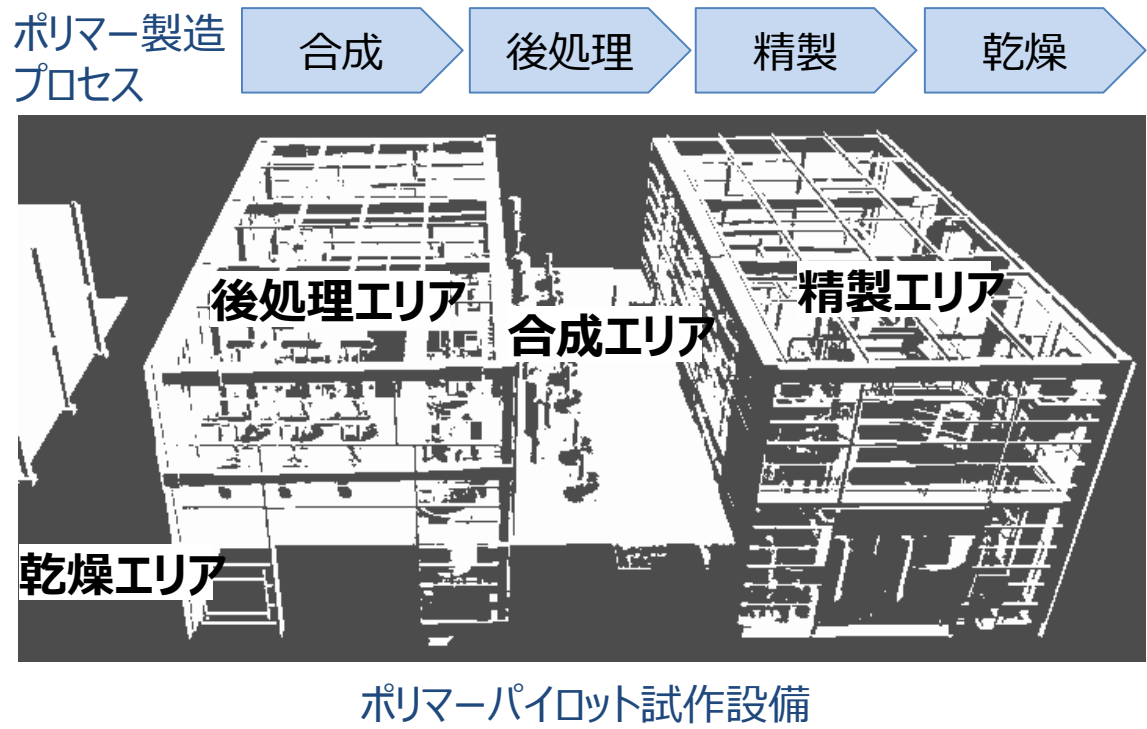 ポリマー製造
プロセス
合成
後処理
精製
乾燥
後処理エリア
合成エリア
精製エリア
乾燥エリア
ポリマーパイロット試作設備